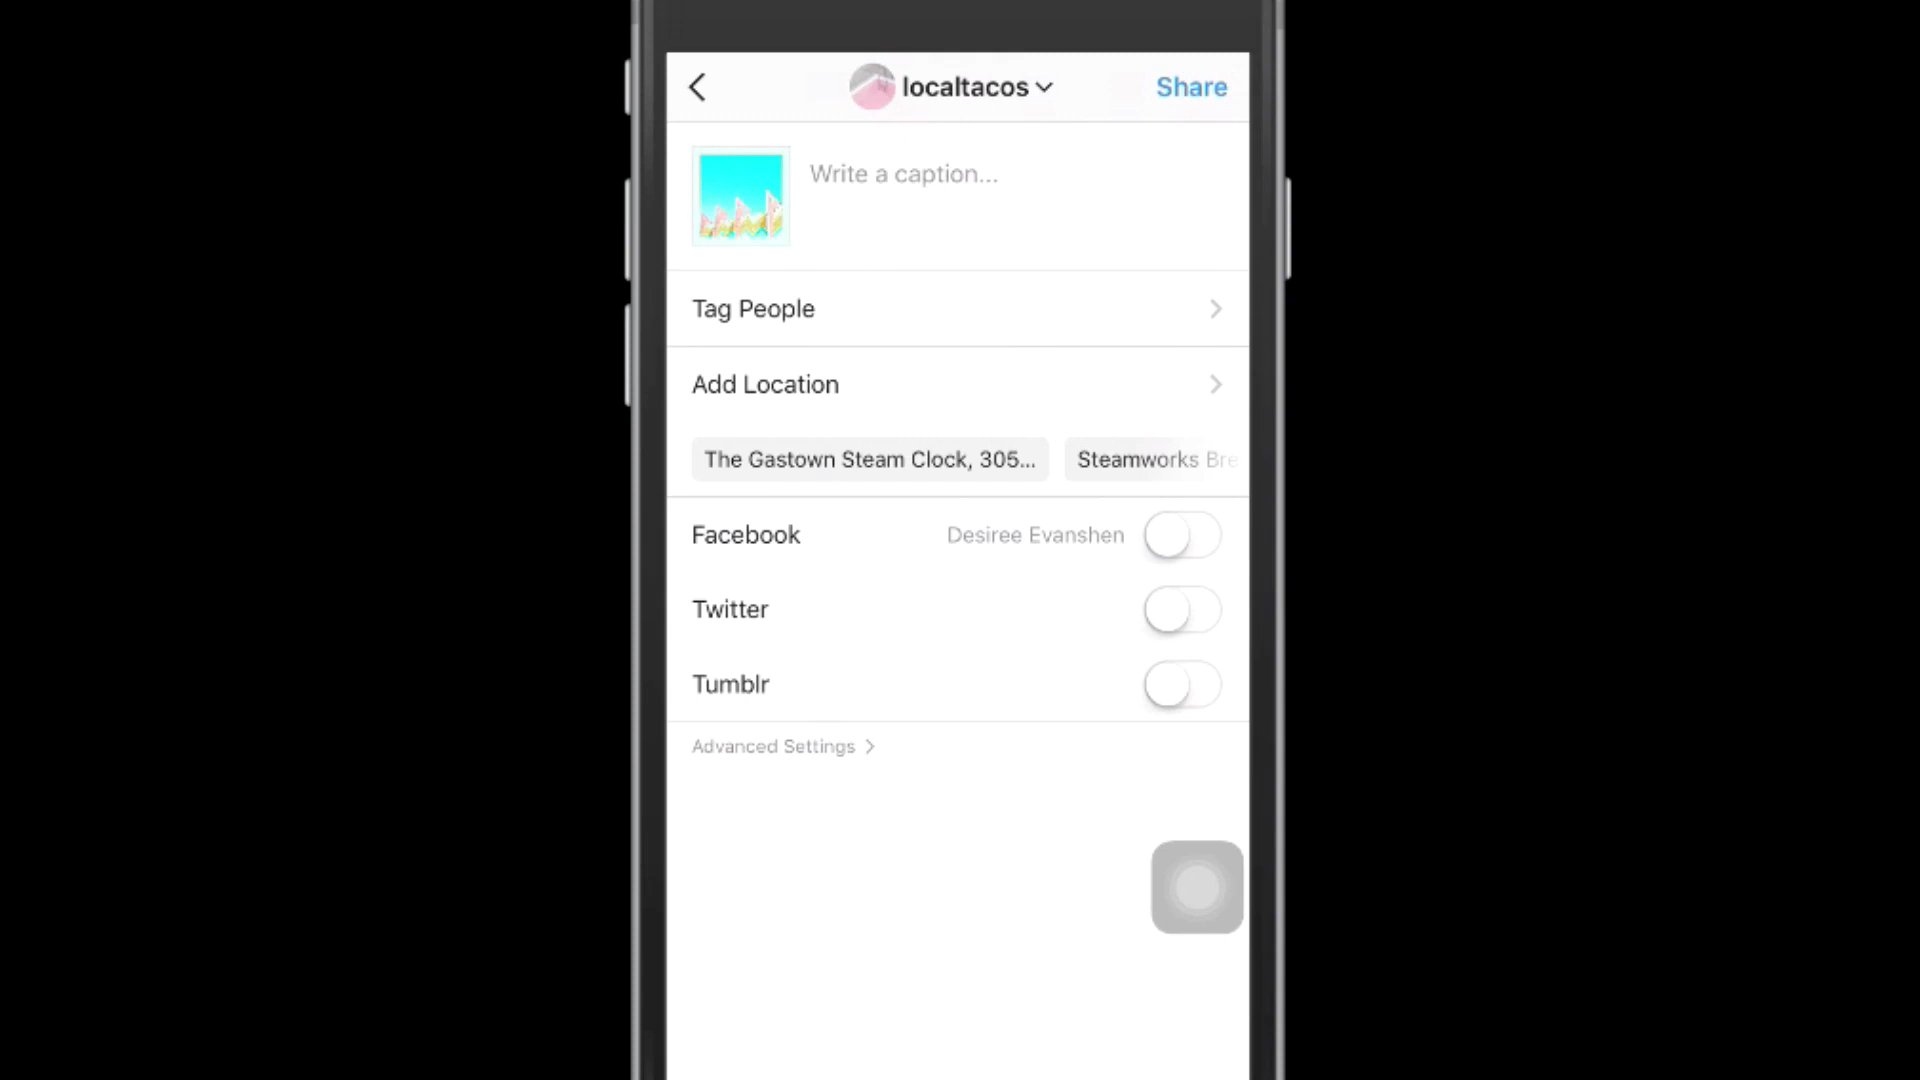 localtacos
Share
Write a caption...
Tag People
Add Location
The Gastown Steam Clock, 305...
Steamworks Bre
Facebook
Desiree Evanshen
Twitter
Tumblr
Advanced Settings